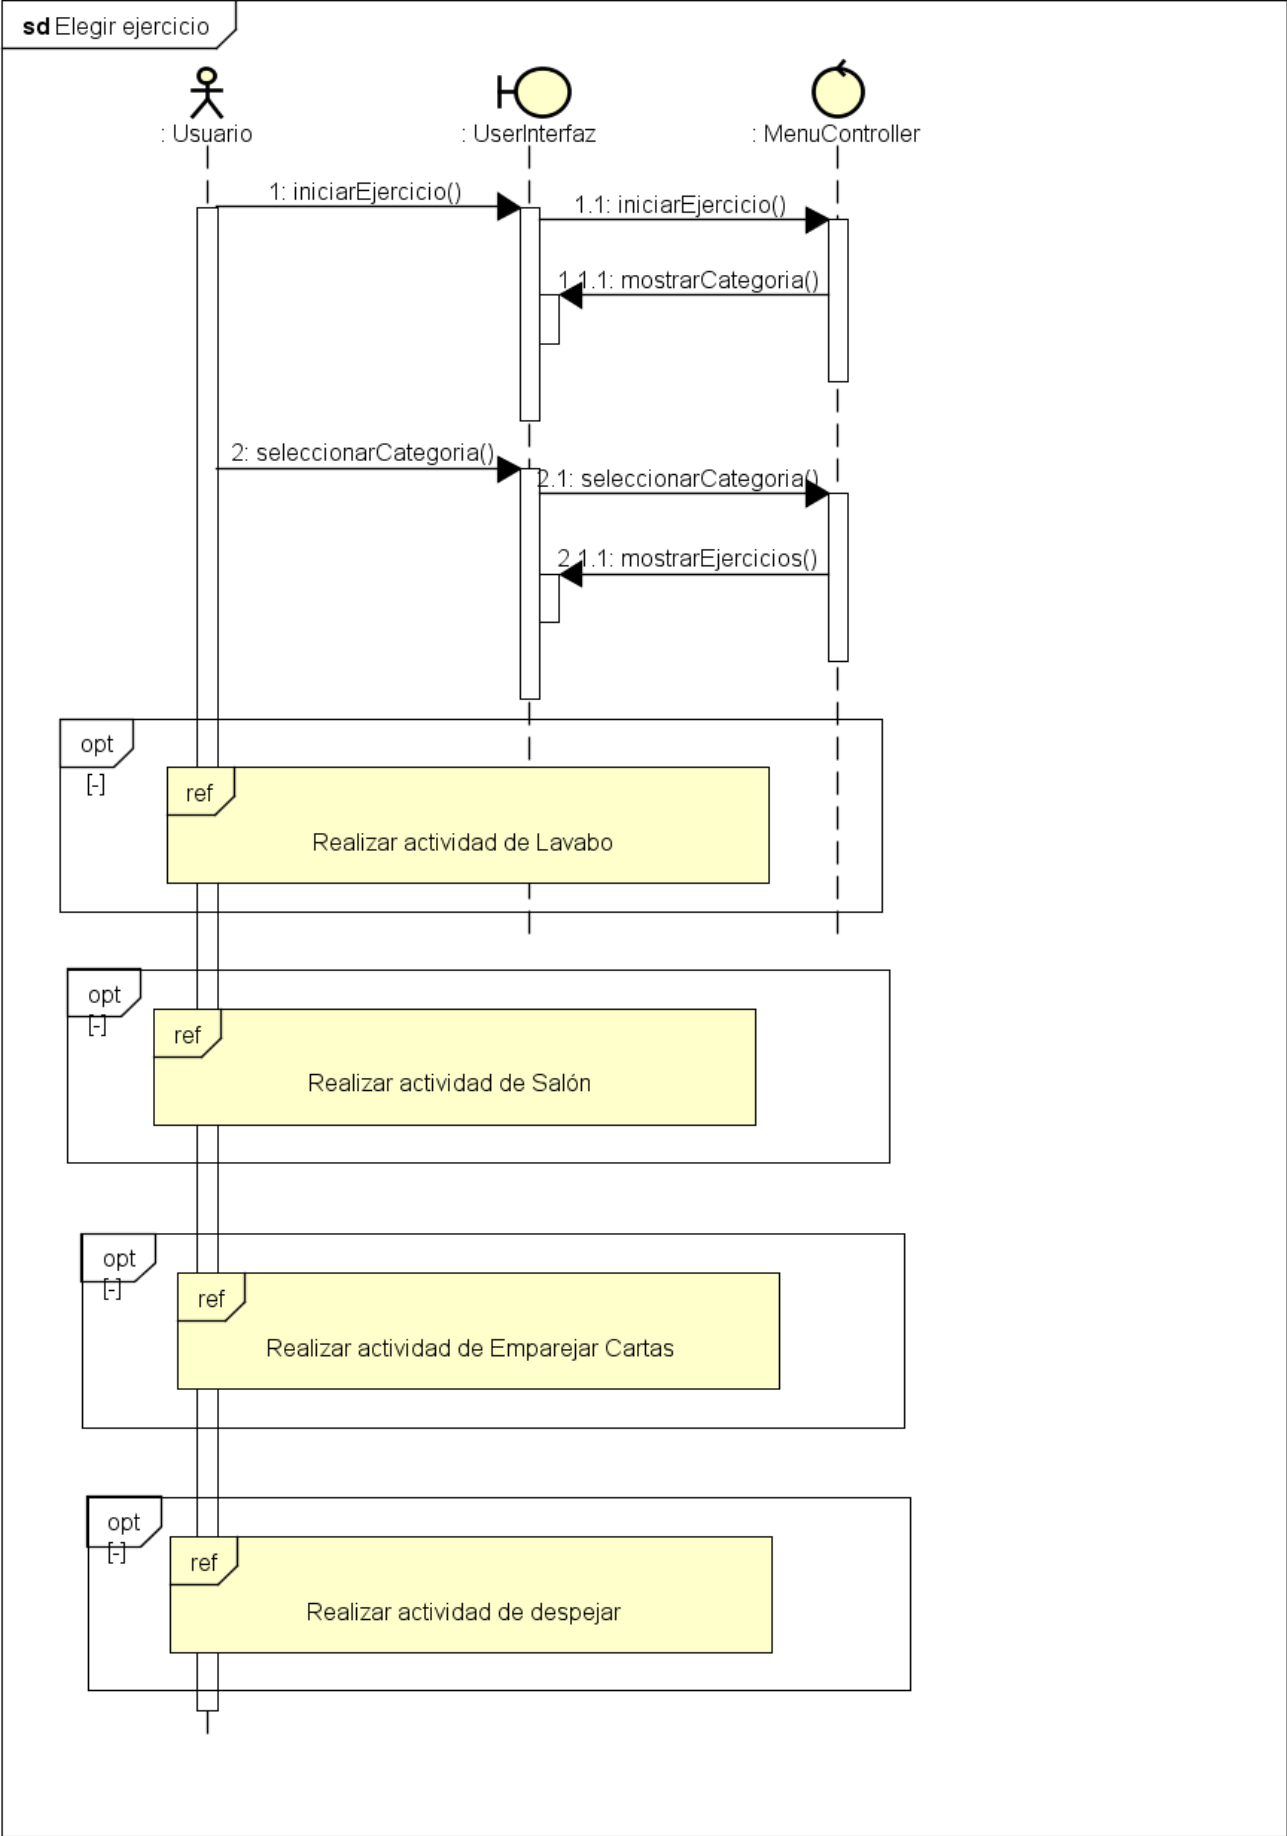 sd Elegir ejercicio
: Usuario
: UserInterfaz
: MenuController
1: iniciarEjercicio()
1.1: iniciarEjercicio()
1.1.1: mostrarCategoria()
2: seleccionarCategoria()
2.1: seleccionarCategoria()
2.1.1: mostrarEjercicios()
opt
[-]
ref
Realizar actividad de Lavabo
opt
[-]
ref
Realizar actividad de Salón
opt
[-]
ref
Realizar actividad de Emparejar Cartas
opt
[-]
ref
Realizar actividad de despejar